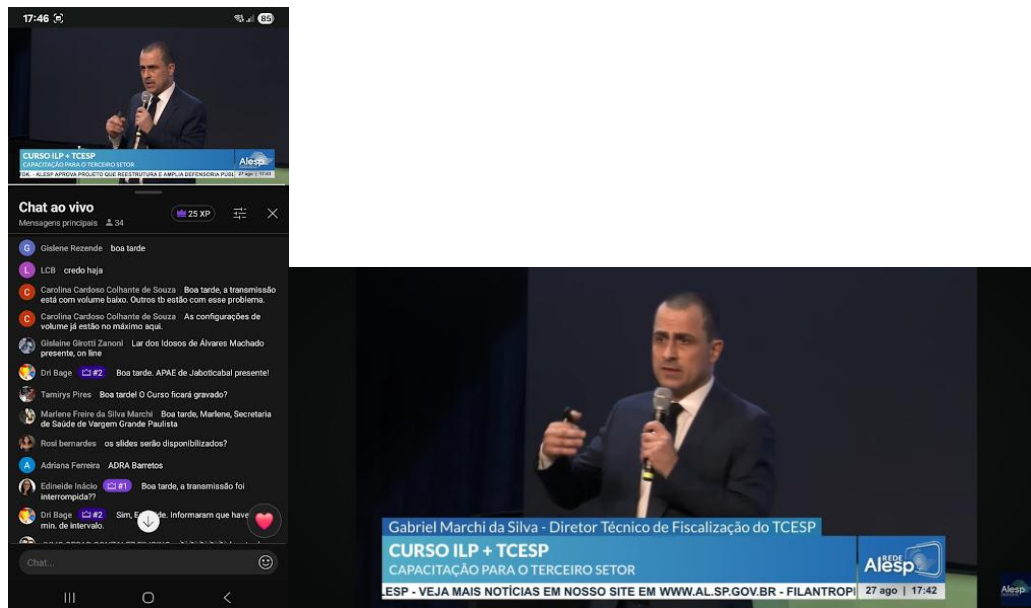 17:46
85
CURSO ILP + TCESP
CAPACITAÇÃO PARA O TERCEIRO SETOR
Alesp
- ALESP APROVA PROJETO QUE REESTRUTURA E AMPLIA DEFENSORIA
27 ago | 17:43
Chat ao vivo
25 XP
Mensagens principais 34
G Gislene Rezende boa tarde
L LCB credo haja
C Carolina Cardoso Colhante de Souza Boa tarde, a transmissão
está com volume baixo. Outros tb estão com esse problema.
C Carolina Cardoso Colhante de Souza As configurações de
volume já estão no máximo aqui.
Gislaine Girotti Zanoni Lar dos Idosos de Álvares Machado
presente, on line
Dri Bage #2 Boa tarde. APAE de Jaboticabal presente!
Tamirys Pires Boa tarde! O Curso ficará gravado?
Marlene Freire da Silva Marchi Boa tarde, Marlene, Secretaria
de Saúde de Vargem Grande Paulista
Rosi bernardes os slides serão disponibilizados?
A Adriana Ferreira ADRA Barretos
Edineide Inácio #1 Boa tarde, a transmissão foi
interrompida??
Dri Bage #2 Sim, de. Informaram que have
min. de intervalo.
Chat...
Gabriel Marchi da Silva - Diretor Técnico de Fiscalização do TCESP
CURSO ILP + TCESP
CAPACITAÇÃO PARA O TERCEIRO SETOR
REDE
Alesp
.ESP - VEJA MAIS NOTÍCIAS EM NOSSO SITE EM WWW.AL.SP.GOV.BR - FILANTROPI
27 ago | 17:42
Alesp